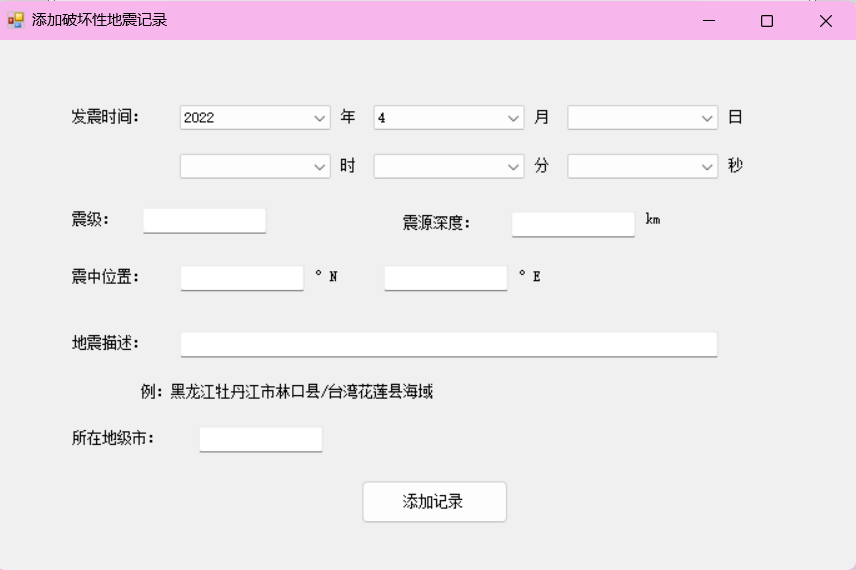 添加破坏性地震记录
发震时间： 2022 年 4 月 日
时 分 秒
震级： 震源深度： km
震中位置： ° N ° E
地震描述：
例：黑龙江牡丹江市林口县/台湾花莲县海域
所在地级市：
添加记录